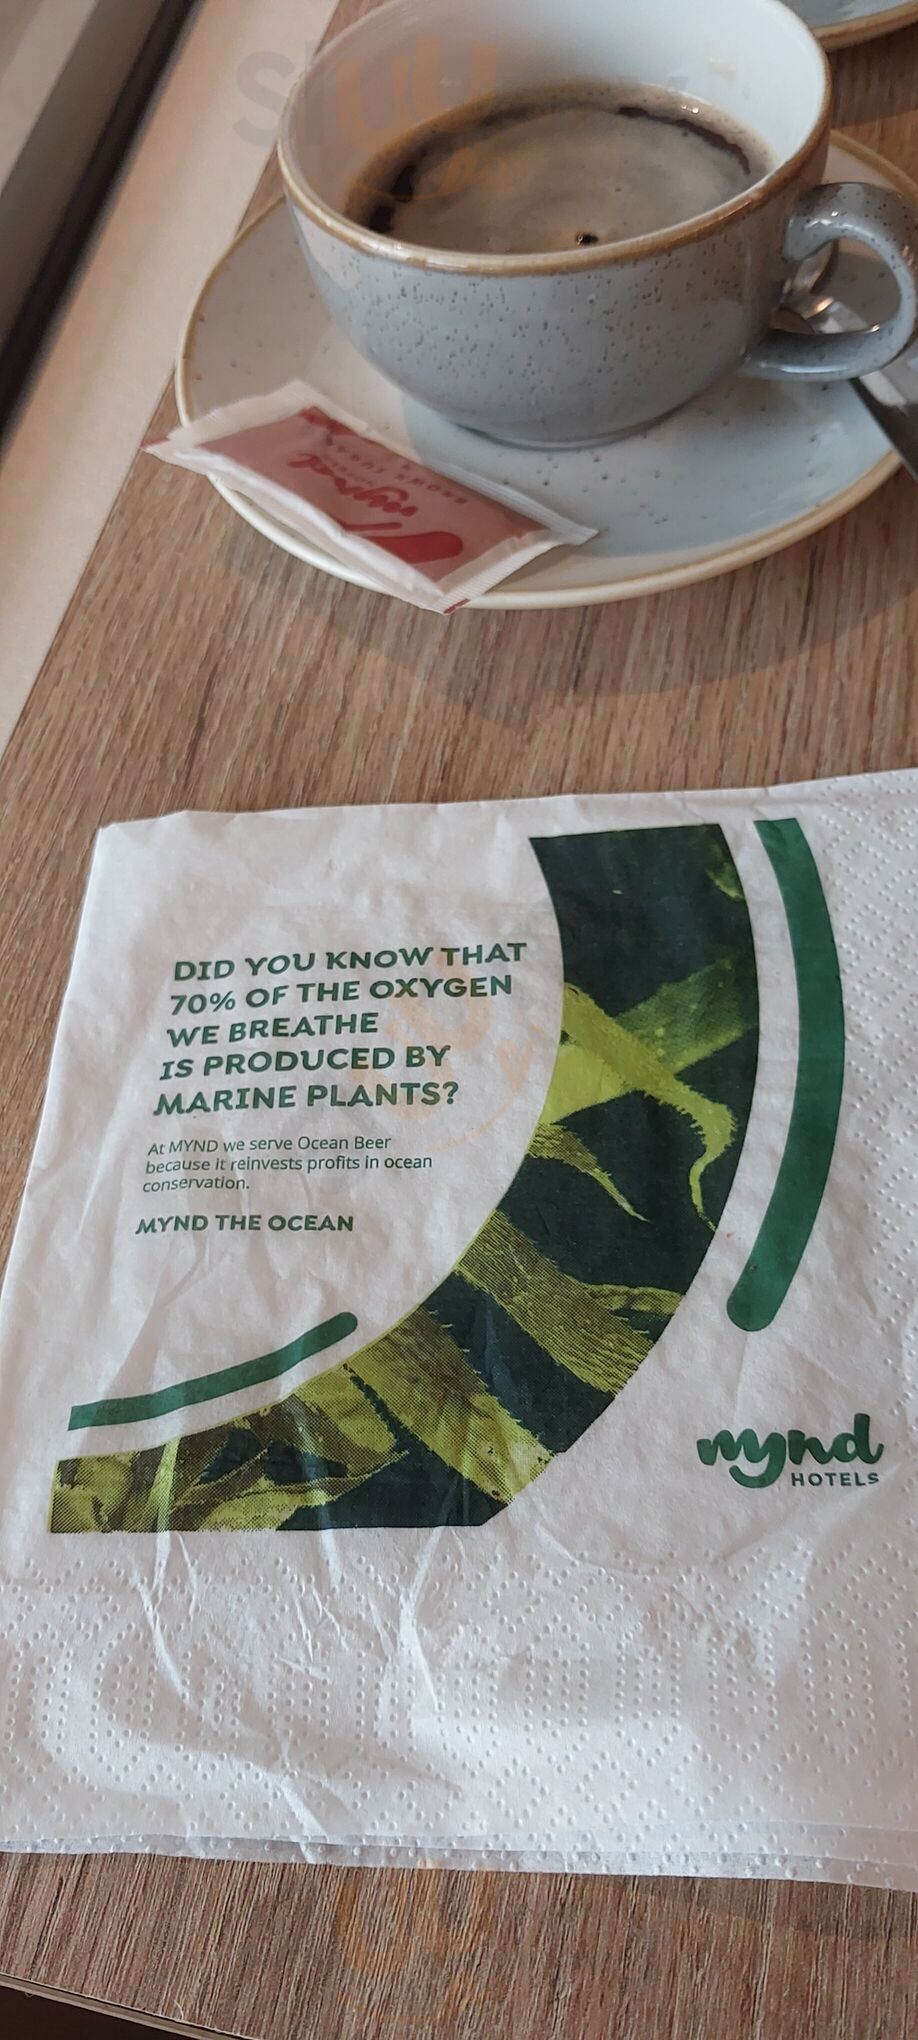 mynd
DID YOU KNOW THAT
70% OF THE OXYGEN
WE BREATHE
IS PRODUCED BY
MARINE PLANTS?
At MYND we serve Ocean Beer
because it reinvests profits in ocean
conservation.
MYND THE OCEAN
mynd
HOTELS